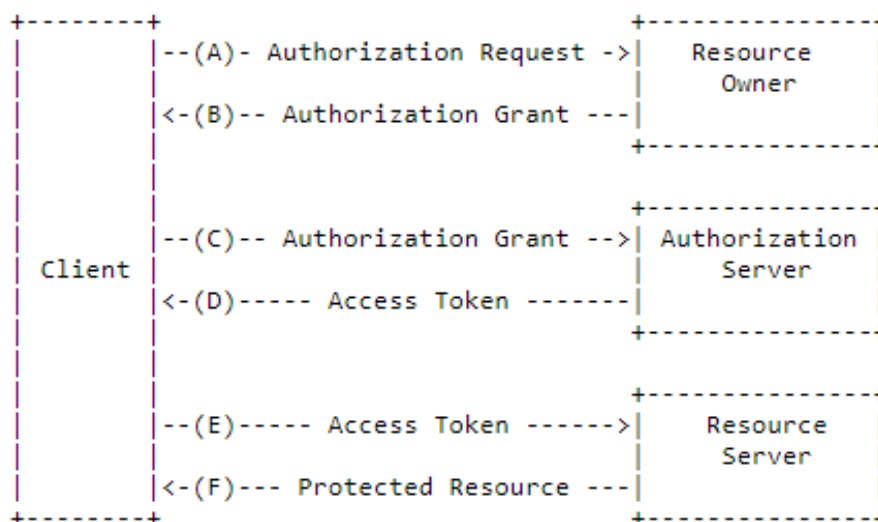 +--------+                               +---------------
|        |--(A)- Authorization Request ->|   Resource
|        |                               |     Owner
|        |<-(B)-- Authorization Grant ---|
|        |                               +---------------
|        |
|        |                               +---------------
|        |--(C)-- Authorization Grant -->| Authorization
| Client |                               |     Server
|        |<-(D)----- Access Token -------|
|        |                               +---------------
|        |
|        |                               +---------------
|        |--(E)----- Access Token ------>|    Resource
|        |                               |     Server
|        |<-(F)--- Protected Resource ---|
+--------+                               +---------------